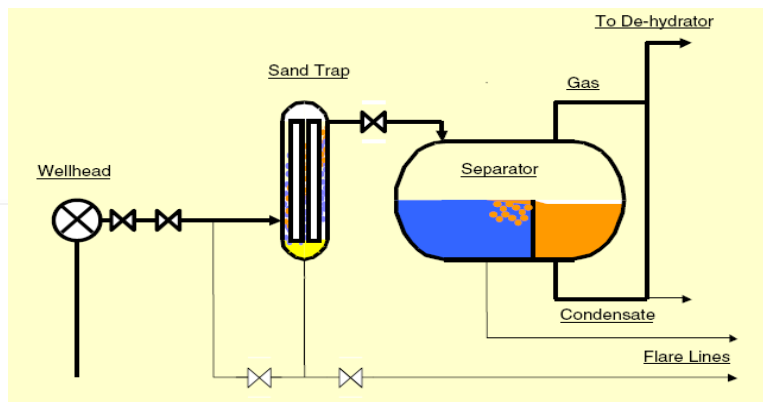 To De-hydrator
Sand Trap
Gas
Wellhead
Separator
Condensate
Flare Lines